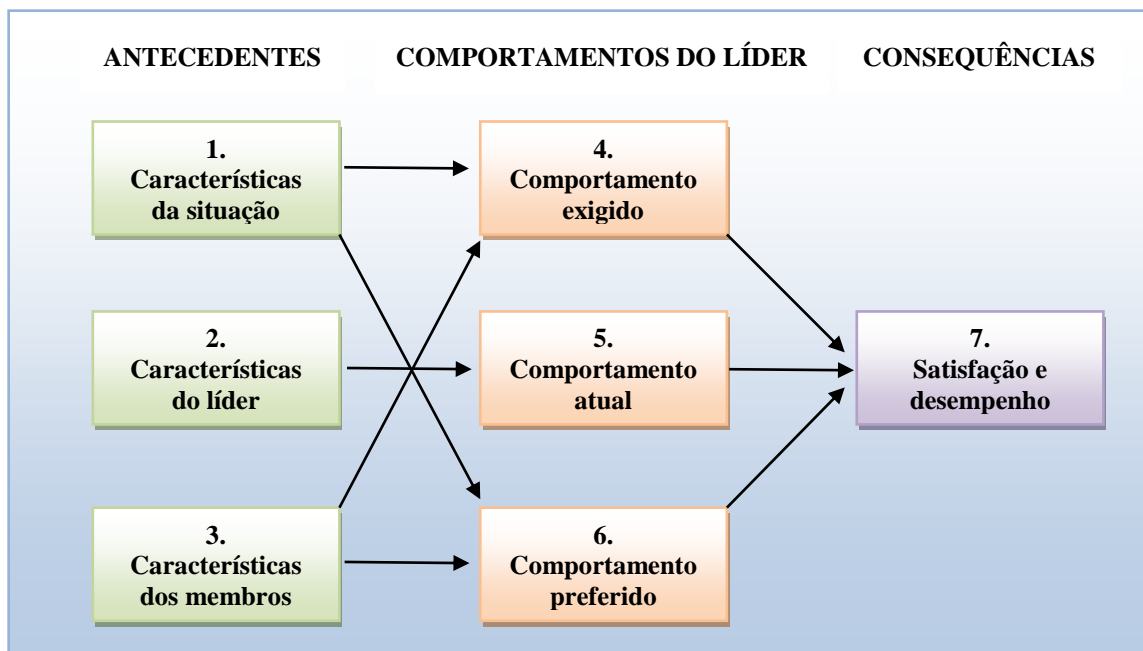 ANTECEDENTES
COMPORTAMENTOS DO LÍDER
CONSEQUÊNCIAS
1.
Características
da situação
4.
Comportamento
exigido
2.
Características
do líder
5.
Comportamento
atual
7.
Satisfação e
desempenho
3.
Características
dos membros
6.
Comportamento
preferido